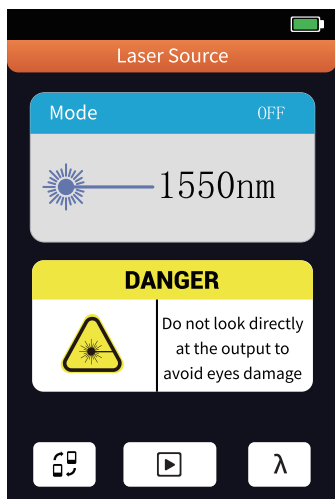 Laser Source
Mode OFF
1550nm
DANGER
Do not look directly
at the output to
avoid eyes damage
λ